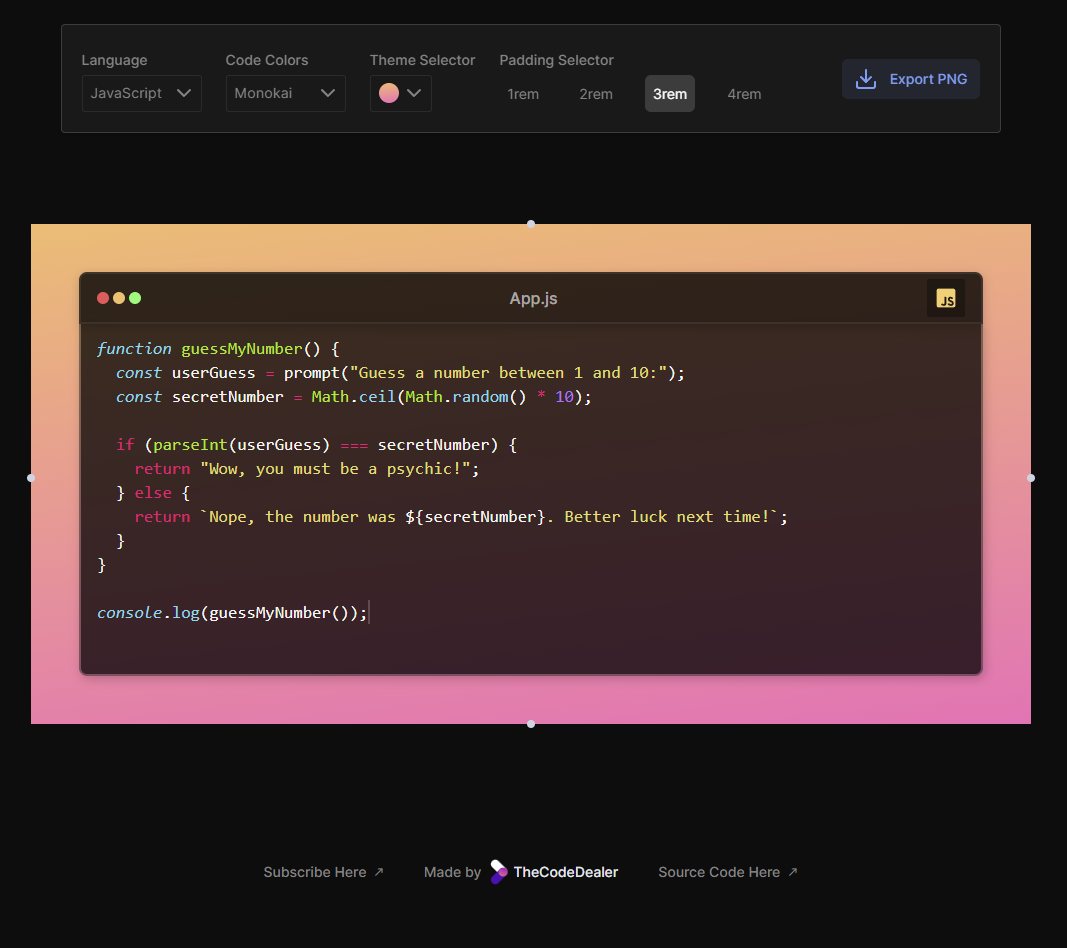 Language Code Colors Theme Selector Padding Selector
JavaScript Monokai 1rem 2rem 3rem 4rem Export PNG
App.js JS
function guessMyNumber() {
  const userGuess = prompt("Guess a number between 1 and 10:");
  const secretNumber = Math.ceil(Math.random() * 10);
  if (parseInt(userGuess) === secretNumber) {
    return "Wow, you must be a psychic!";
  } else {
    return `Nope, the number was ${secretNumber}. Better luck next time!`;
  }
}
console.log(guessMyNumber());
Subscribe Here ↗ Made by TheCodeDealer Source Code Here ↗